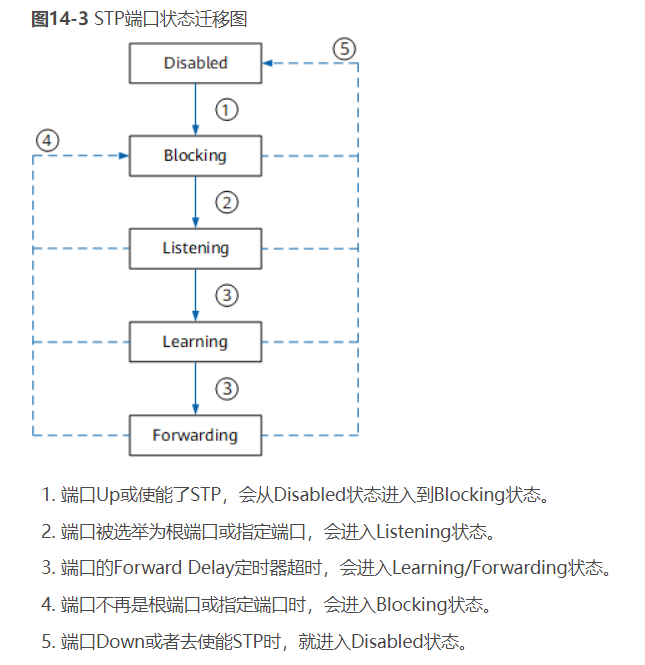 图14-3 STP端口状态迁移图
Disabled
⑤
①
④
Blocking
②
Listening
③
Learning
③
Forwarding
1. 端口Up或使能了STP，会从Disabled状态进入到Blocking状态。
2. 端口被选举为根端口或指定端口，会进入Listening状态。
3. 端口的Forward Delay定时器超时，会进入Learning/Forwarding状态。
4. 端口不再是根端口或指定端口时，会进入Blocking状态。
5. 端口Down或者去使能STP时，就进入Disabled状态。